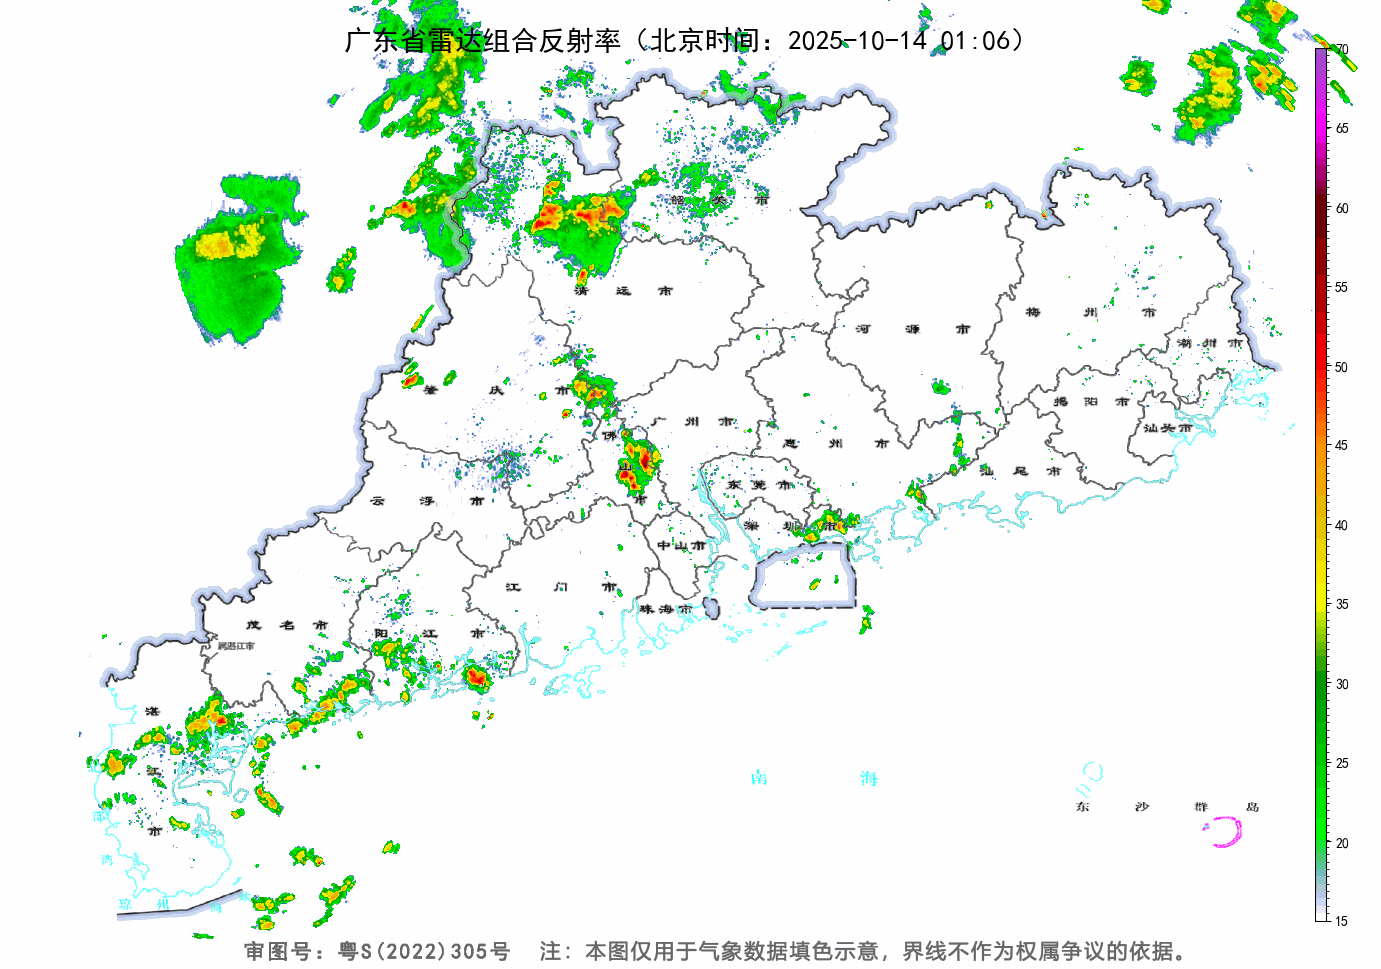 广东省雷达组合反射率（北京时间：2025-10-14 01:06）
70
65
60
55
50
45
40
35
30
25
20
15
韶关市
清远市
河源市
梅州市
潮州市
肇庆市
广州市
惠州市
揭阳市
汕头市
佛山市
东莞市
汕尾市
云浮市
深圳市
中山市
江门市
珠海市
茂名市
阳江市
属湛江市
湛江市
南海
东沙群岛
北部湾
琼州海峡
审图号：粤S(2022)305号 注：本图仅用于气象数据填色示意，界线不作为权属争议的依据。